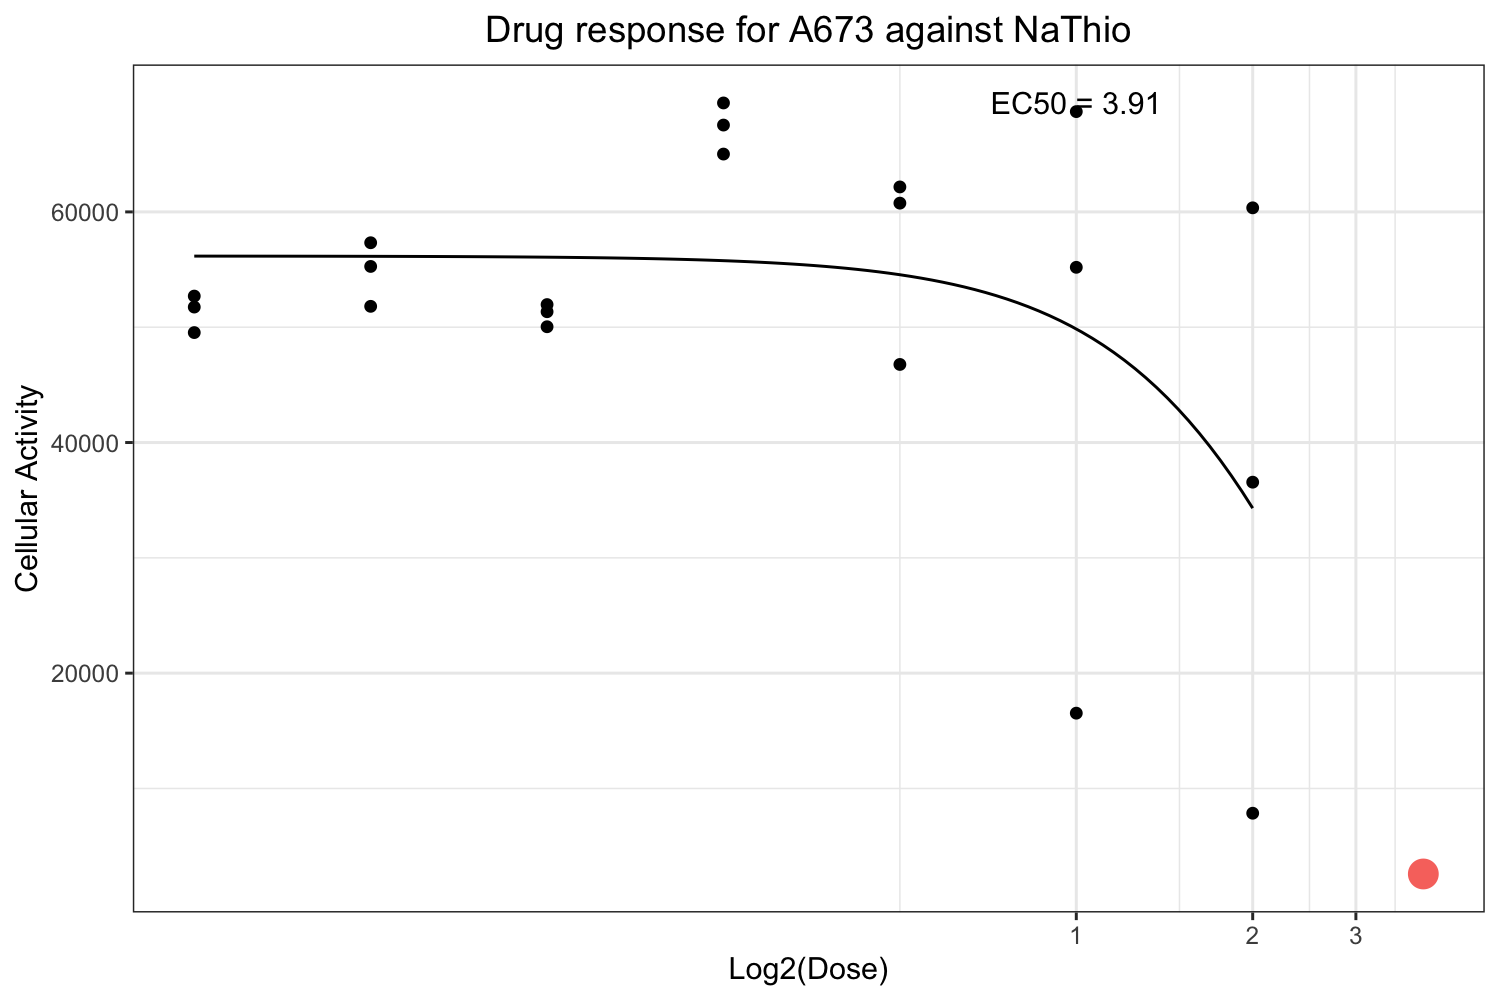 Drug response for A673 against NaThio
EC50 = 3.91
60000
40000
20000
Cellular Activity
1 2 3
Log2(Dose)